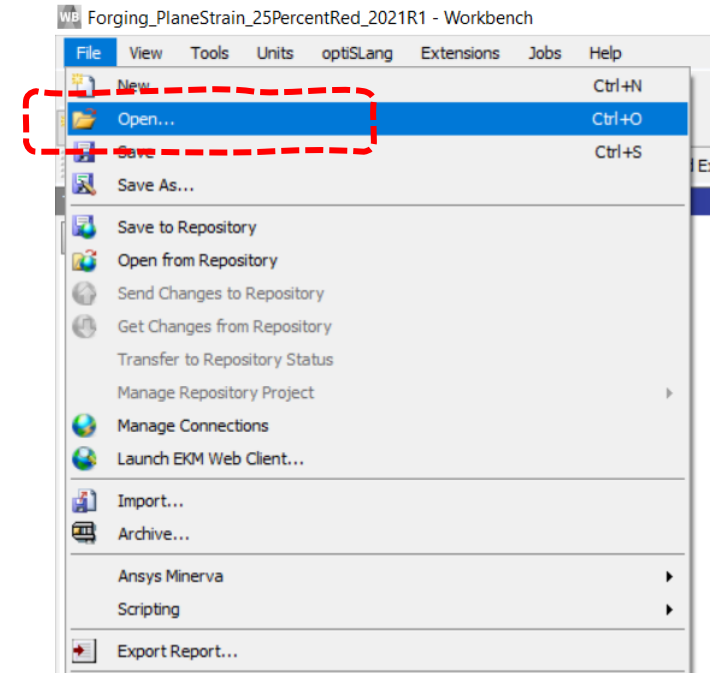 WB Forging_PlaneStrain_25PercentRed_2021R1 - Workbench
File View Tools Units optiSLang Extensions Jobs Help
New Ctrl+N
Open... Ctrl+O
Save Ctrl+S
Save As...
Save to Repository
Open from Repository
Send Changes to Repository
Get Changes from Repository
Transfer to Repository Status
Manage Repository Project
Manage Connections
Launch EKM Web Client...
Import...
Archive...
Ansys Minerva
Scripting
Export Report...